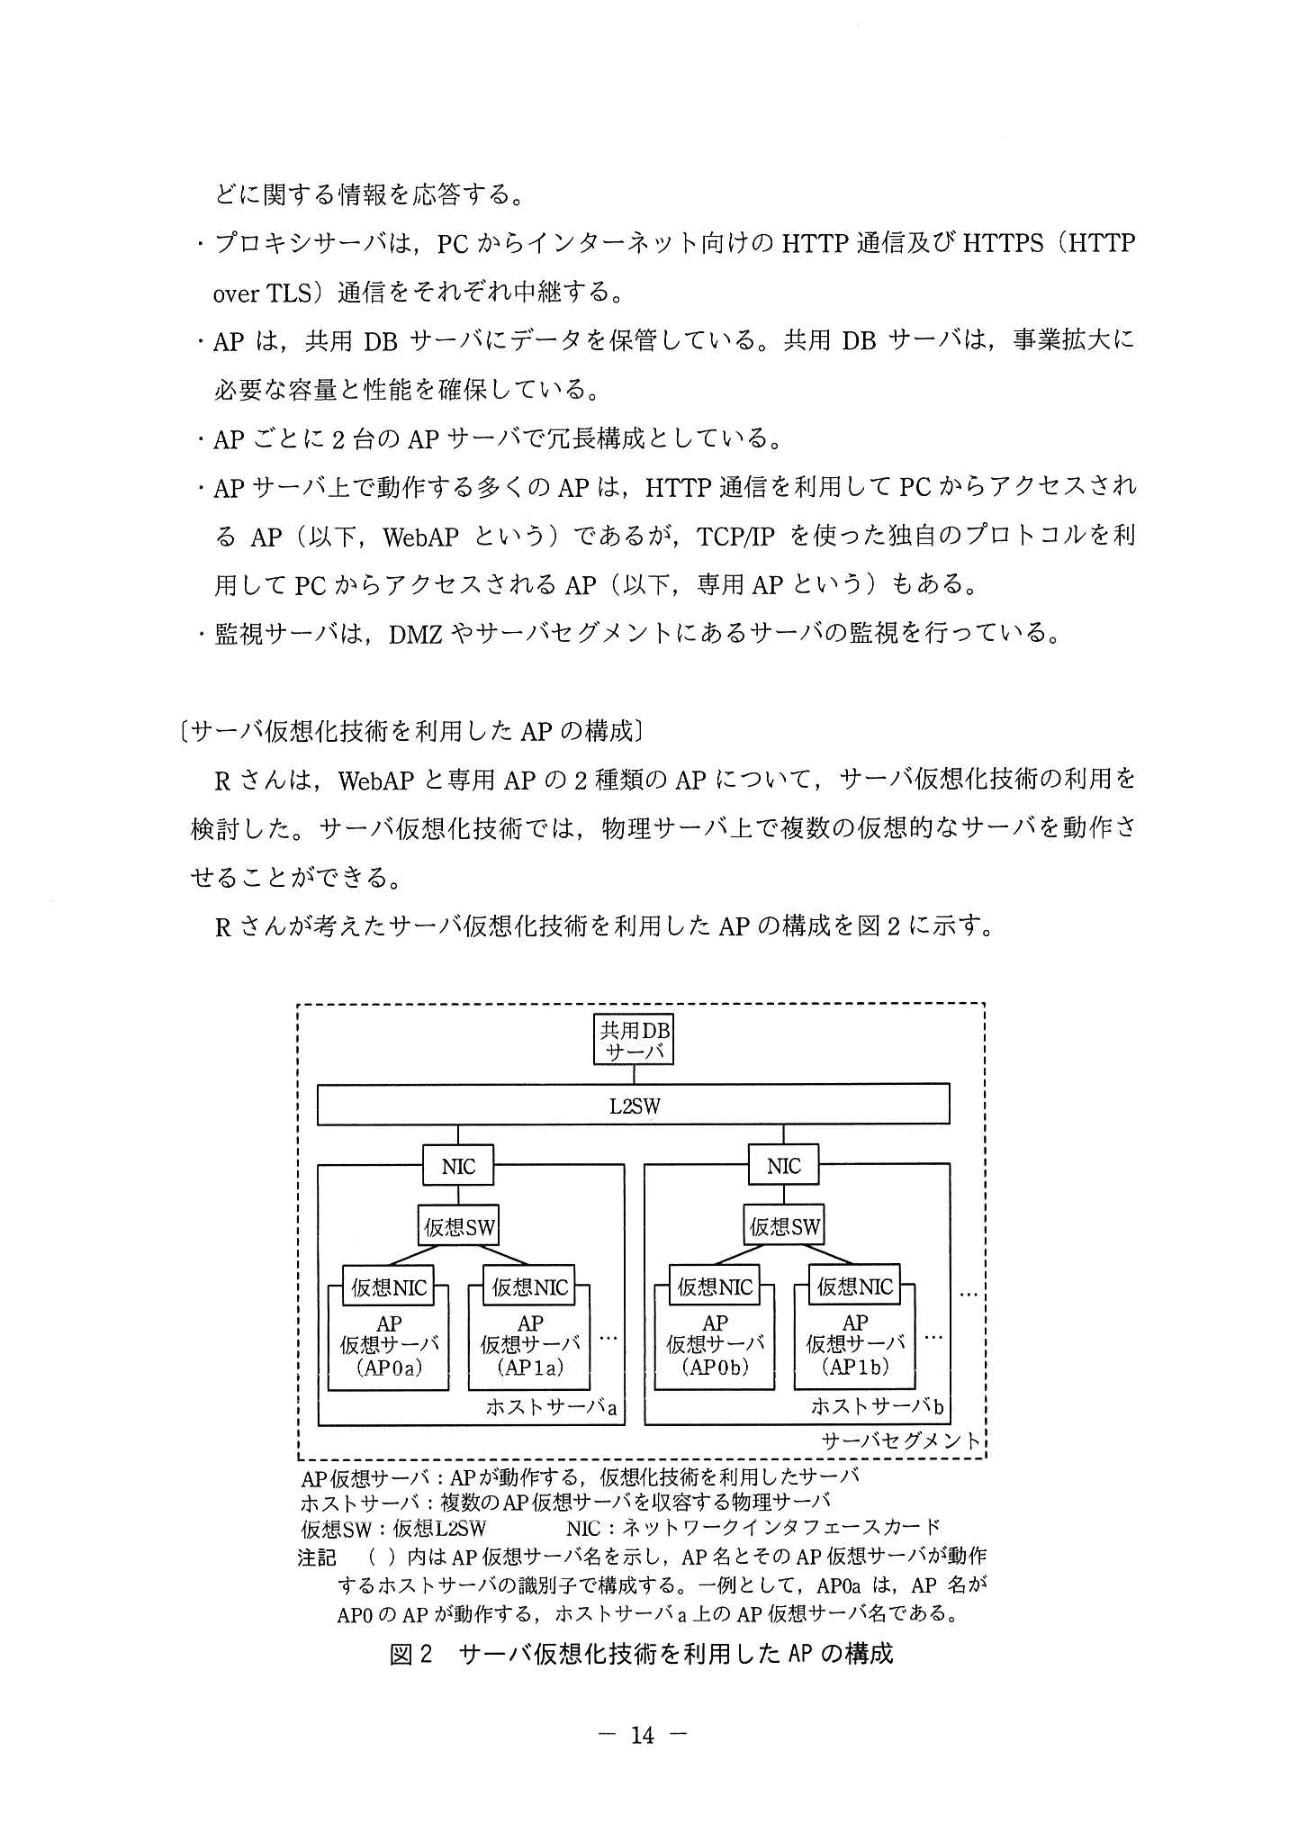 どに関する情報を応答する。
・プロキシサーバは，PC からインターネット向けの HTTP 通信及び HTTPS（HTTP
over TLS）通信をそれぞれ中継する。
・AP は，共用 DB サーバにデータを保管している。共用 DB サーバは，事業拡大に
必要な容量と性能を確保している。
・AP ごとに 2 台の AP サーバで冗長構成としている。
・AP サーバ上で動作する多くの AP は，HTTP 通信を利用して PC からアクセスされ
る AP（以下，WebAP という）であるが，TCP/IP を使った独自のプロトコルを利
用して PC からアクセスされる AP（以下，専用 AP という）もある。
・監視サーバは，DMZ やサーバセグメントにあるサーバの監視を行っている。
〔サーバ仮想化技術を利用した AP の構成〕
R さんは，WebAP と専用 AP の 2 種類の AP について，サーバ仮想化技術の利用を
検討した。サーバ仮想化技術では，物理サーバ上で複数の仮想的なサーバを動作さ
せることができる。
R さんが考えたサーバ仮想化技術を利用した AP の構成を図 2 に示す。
共用DB
サーバ
L2SW
NIC NIC
仮想SW 仮想SW
仮想NIC 仮想NIC 仮想NIC 仮想NIC …
AP AP AP AP
仮想サーバ 仮想サーバ … 仮想サーバ 仮想サーバ …
（AP0a） （AP1a） （AP0b） （AP1b）
ホストサーバa ホストサーバb
サーバセグメント
AP仮想サーバ：APが動作する，仮想化技術を利用したサーバ
ホストサーバ：複数のAP仮想サーバを収容する物理サーバ
仮想SW：仮想L2SW NIC：ネットワークインタフェースカード
注記 （ ）内は AP 仮想サーバ名を示し，AP 名とその AP 仮想サーバが動作
するホストサーバの識別子で構成する。一例として，AP0a は，AP 名が
AP0 の AP が動作する，ホストサーバ a 上の AP 仮想サーバ名である。
図 2 サーバ仮想化技術を利用した AP の構成
－ 14 －